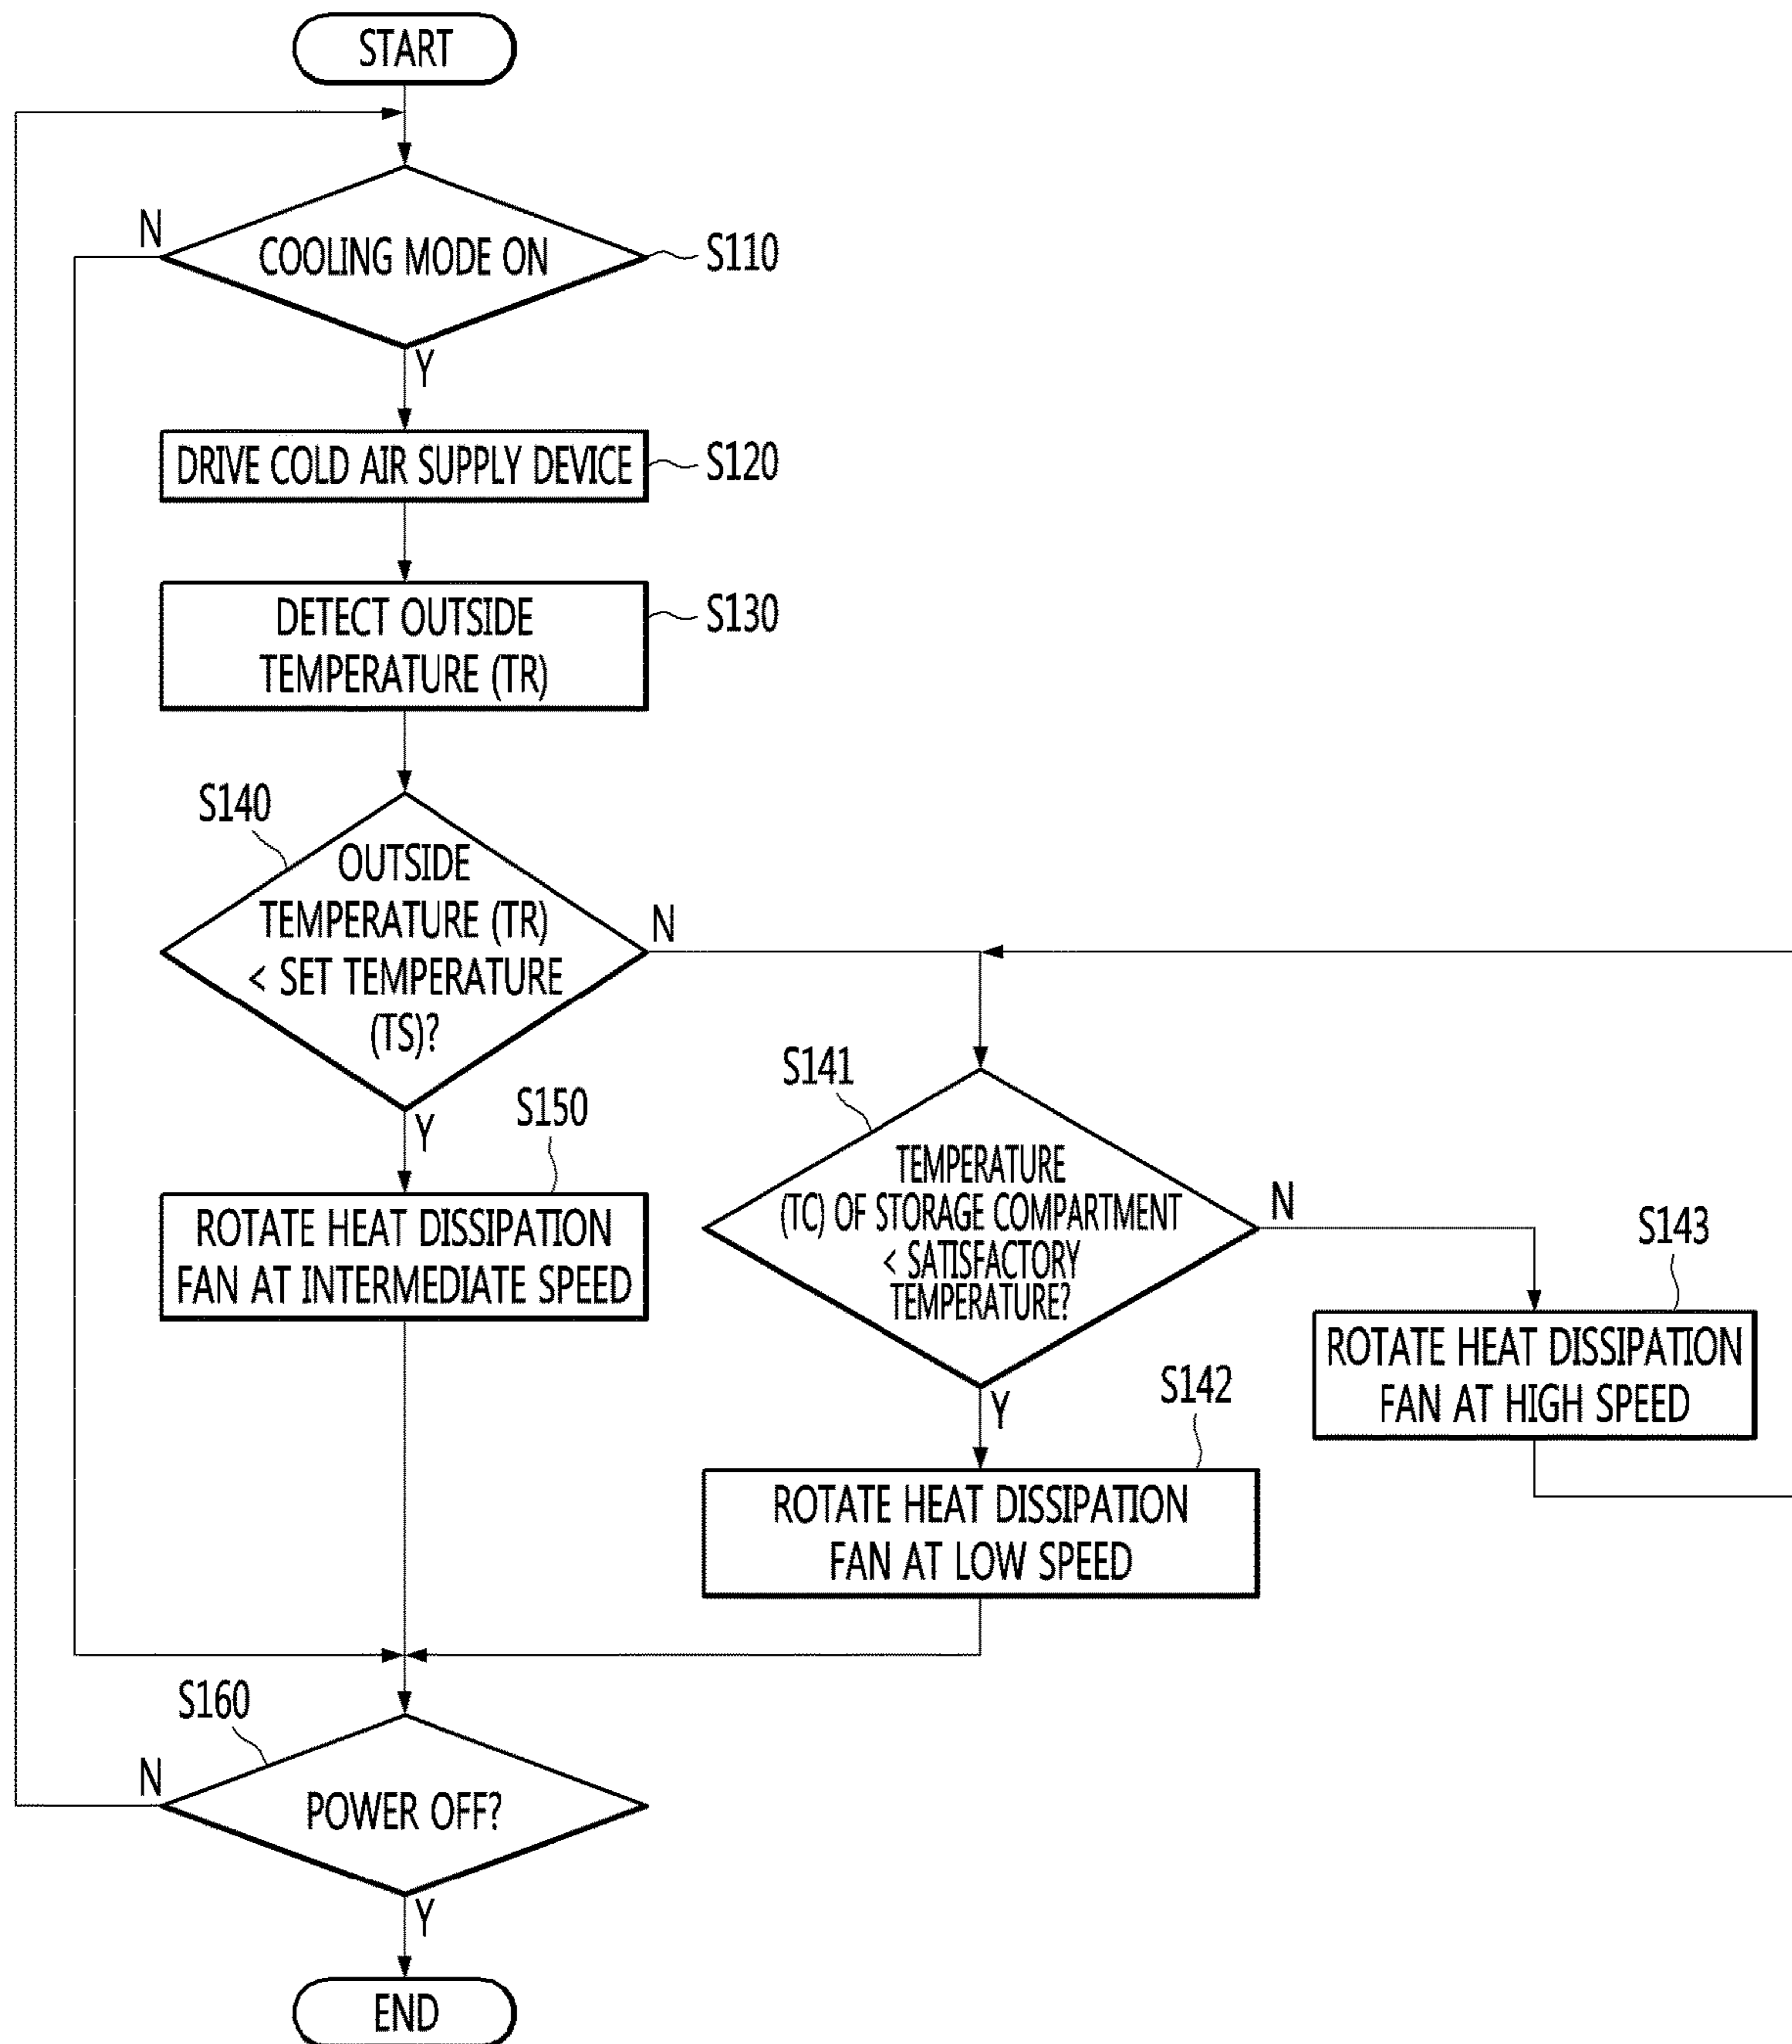 START
N
COOLING MODE ON
S110
Y
DRIVE COLD AIR SUPPLY DEVICE
S120
DETECT OUTSIDE
TEMPERATURE (TR)
S130
S140
OUTSIDE
TEMPERATURE (TR)
< SET TEMPERATURE
(TS)?
N
Y
S150
ROTATE HEAT DISSIPATION
FAN AT INTERMEDIATE SPEED
S141
TEMPERATURE
(TC) OF STORAGE COMPARTMENT
< SATISFACTORY
TEMPERATURE?
N
Y
S143
ROTATE HEAT DISSIPATION
FAN AT HIGH SPEED
S142
ROTATE HEAT DISSIPATION
FAN AT LOW SPEED
S160
N
POWER OFF?
Y
END